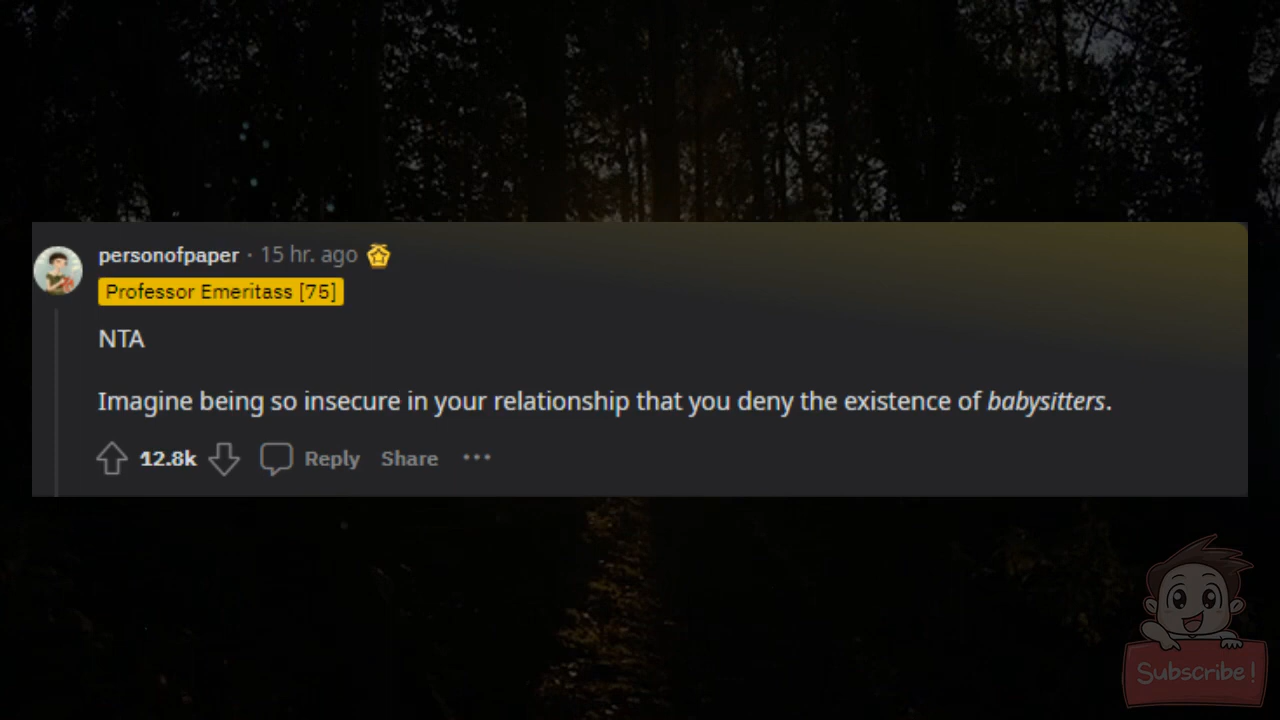 personofpaper · 15 hr. ago
Professor Emeritass [75]
NTA
Imagine being so insecure in your relationship that you deny the existence of babysitters.
12.8k Reply Share ···
Subscribe!